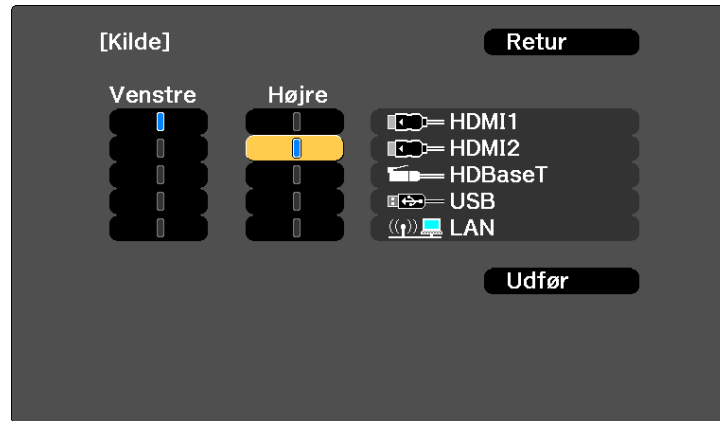 [Kilde] Retur
Venstre Højre
HDMI1
HDMI2
HDBaseT
USB
LAN
Udfør